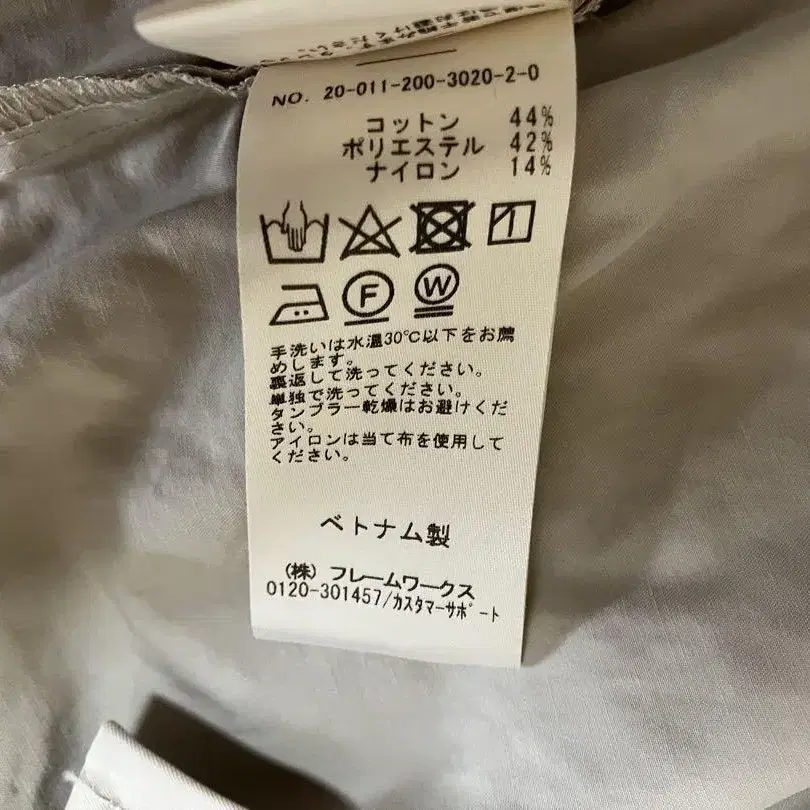 NO. 20-011-200-3020-2-0
コットン 44%
ポリエステル 42%
ナイロン 14%
F
W
手洗いは水温30℃以下をお薦
めします。
裏返して洗ってください。
単独で洗ってください。
タンブラー乾燥はお避けくだ
さい。
アイロンは当て布を使用して
ください。
ベトナム製
(株) フレームワークス
0120-301457/カスタマーサポート